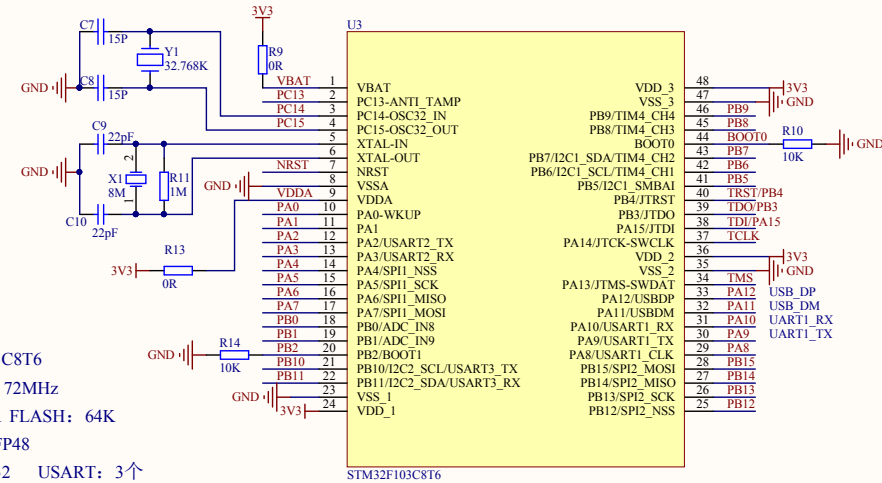 3V3
U3
C7
15P
Y1
32.768K
R9
0R
GND
C8
15P
VBAT 1 VBAT
PC13 2 PC13-ANTI_TAMP
PC14 3 PC14-OSC32_IN
PC15 4 PC15-OSC32_OUT
5 XTAL-IN
6 XTAL-OUT
NRST 7 NRST
GND 8 VSSA
VDDA 9 VDDA
PA0 10 PA0-WKUP
PA1 11 PA1
PA2 12 PA2/USART2_TX
PA3 13 PA3/USART2_RX
PA4 14 PA4/SPI1_NSS
PA5 15 PA5/SPI1_SCK
PA6 16 PA6/SPI1_MISO
PA7 17 PA7/SPI1_MOSI
PB0 18 PB0/ADC_IN8
PB1 19 PB1/ADC_IN9
PB2 20 PB2/BOOT1
PB10 21 PB10/I2C2_SCL/USART3_TX
PB11 22 PB11/I2C2_SDA/USART3_RX
GND 23 VSS_1
3V3 24 VDD_1
C9
22pF
GND
X1
8M
2
1
R11
1M
C10
22pF
R13
3V3
0R
GND
R14
10K
VDD_3 48 3V3
VSS_3 47 GND
PB9/TIM4_CH4 46 PB9
PB8/TIM4_CH3 45 PB8
BOOT0 44 BOOT0
R10
10K
GND
PB7/I2C1_SDA/TIM4_CH2 43 PB7
PB6/I2C1_SCL/TIM4_CH1 42 PB6
PB5/I2C1_SMBAI 41 PB5
PB4/JTRST 40 TRST/PB4
PB3/JTDO 39 TDO/PB3
PA15/JTDI 38 TDI/PA15
PA14/JTCK-SWCLK 37 TCLK
VDD_2 36 3V3
VSS_2 35 GND
PA13/JTMS-SWDAT 34 TMS
PA12/USBDP 33 PA12 USB_DP
PA11/USBDM 32 PA11 USB_DM
PA10/USART1_RX 31 PA10 UART1_RX
PA9/USART1_TX 30 PA9 UART1_TX
PA8/USART1_CLK 29 PA8
PB15/SPI2_MOSI 28 PB15
PB14/SPI2_MISO 27 PB14
PB13/SPI2_SCK 26 PB13
PB12/SPI2_NSS 25 PB12
STM32F103C8T6
C8T6
72MHz
FLASH：64K
FP48
2 USART：3个